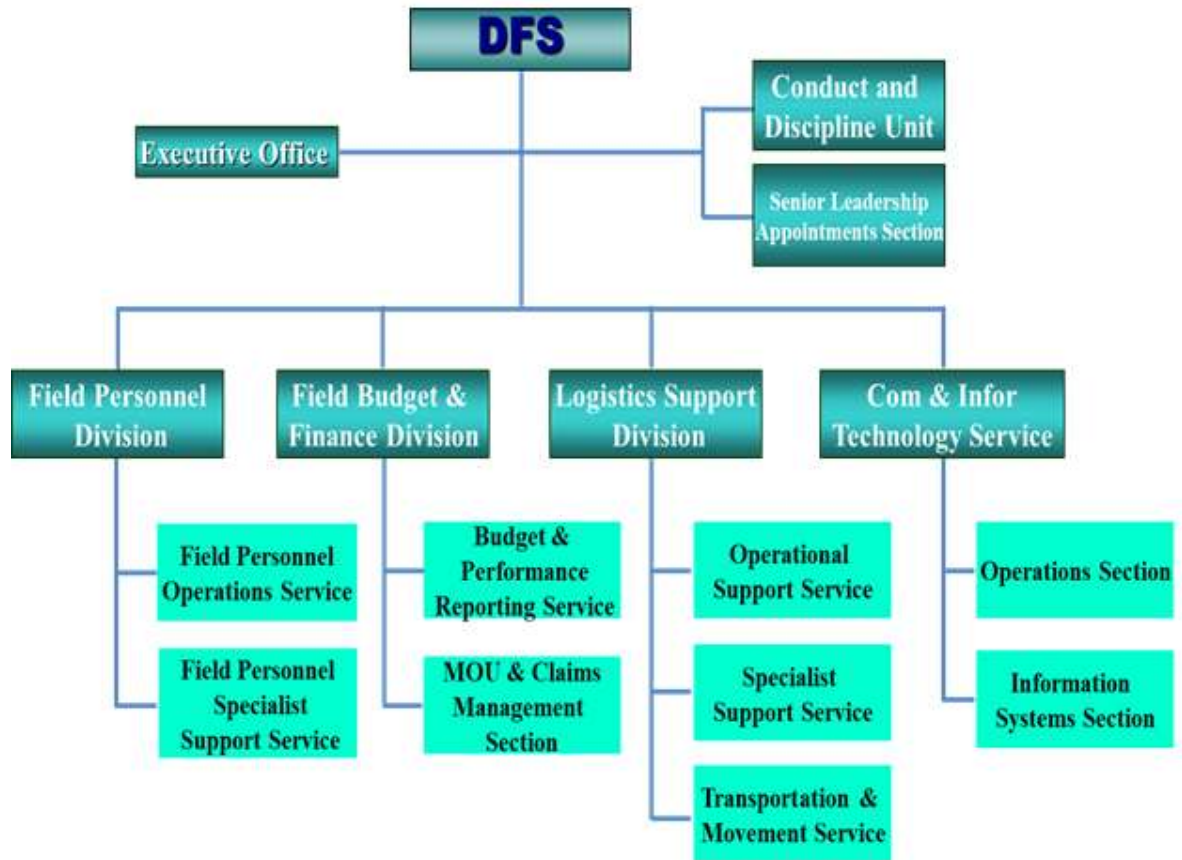 DFS
Conduct and
Discipline Unit
Executive Office
Senior Leadership
Appointments Section
Field Personnel
Division
Field Budget &
Finance Division
Logistics Support
Division
Com & Infor
Technology Service
Field Personnel
Operations Service
Budget &
Performance
Reporting Service
Operational
Support Service
Operations Section
Field Personnel
Specialist
Support Service
MOU & Claims
Management
Section
Specialist
Support Service
Information
Systems Section
Transportation &
Movement Service